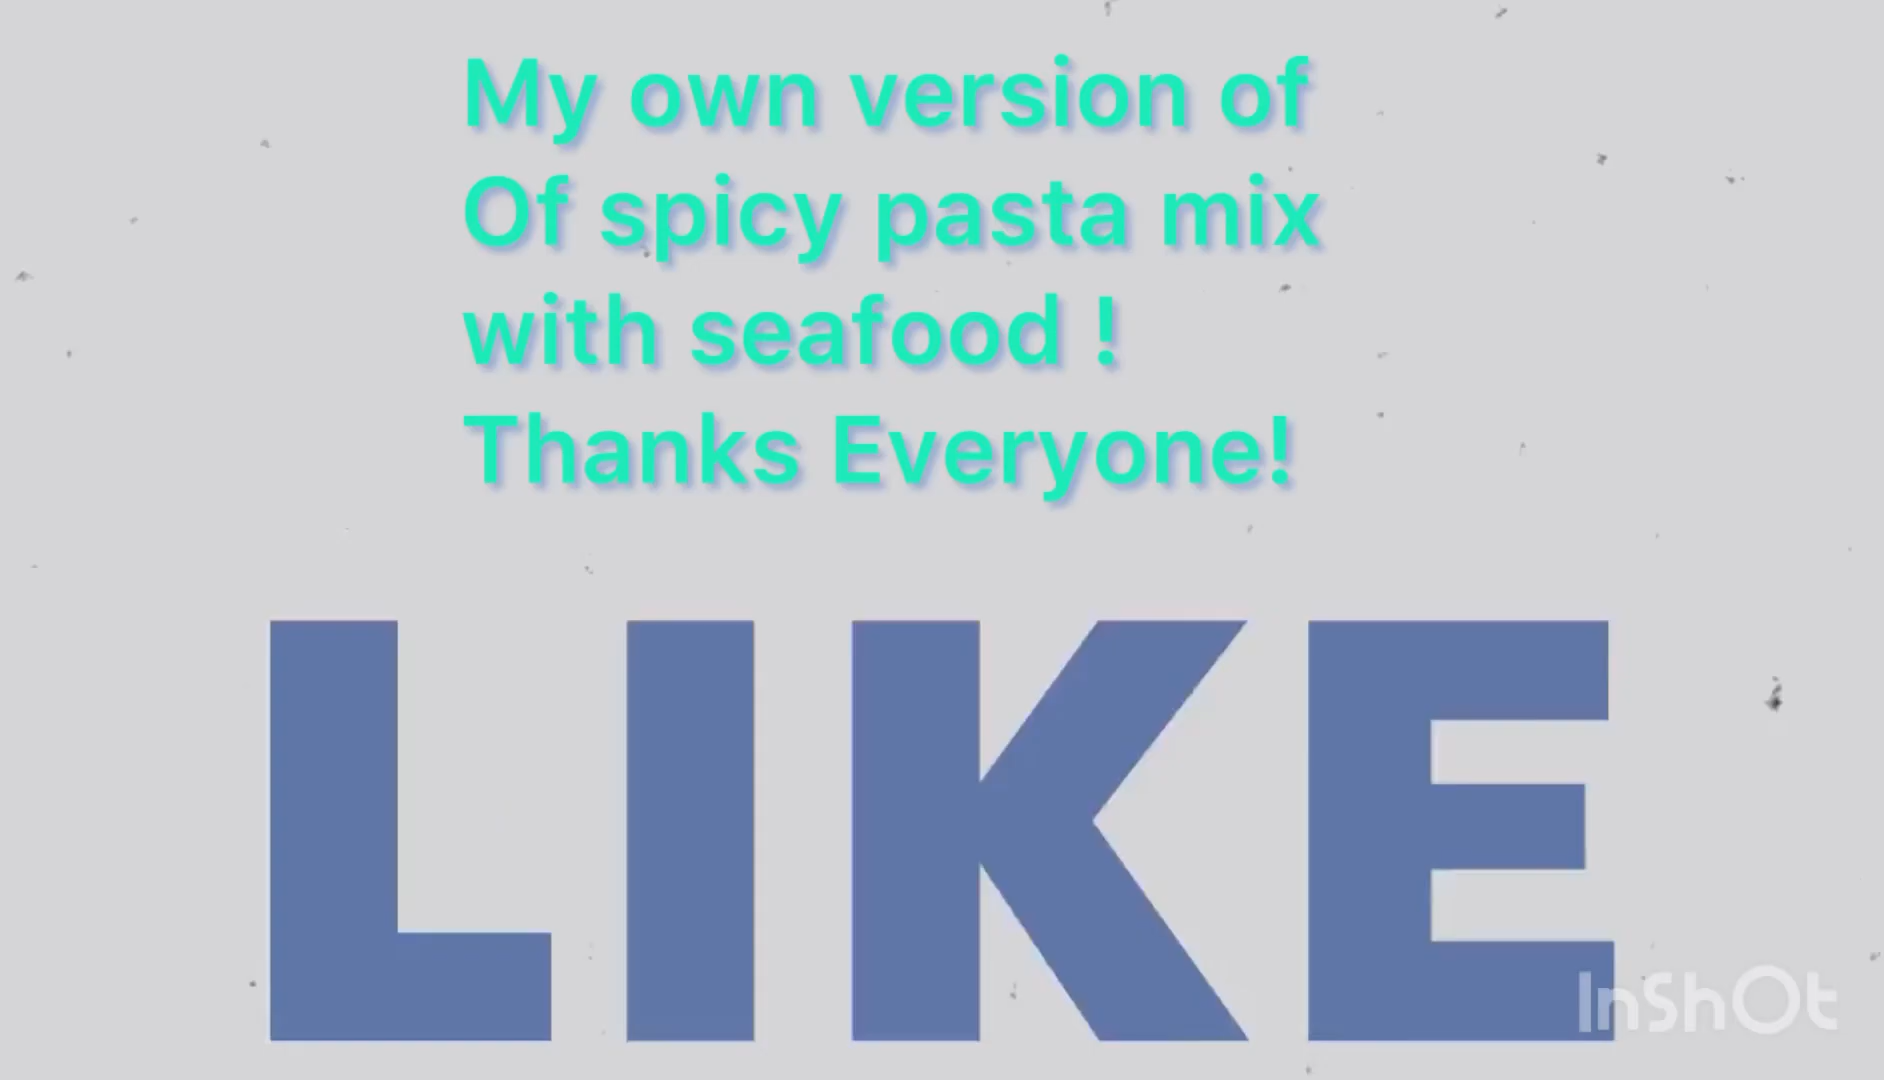 My own version of
Of spicy pasta mix
with seafood !
Thanks Everyone!
LIKE
InShOt